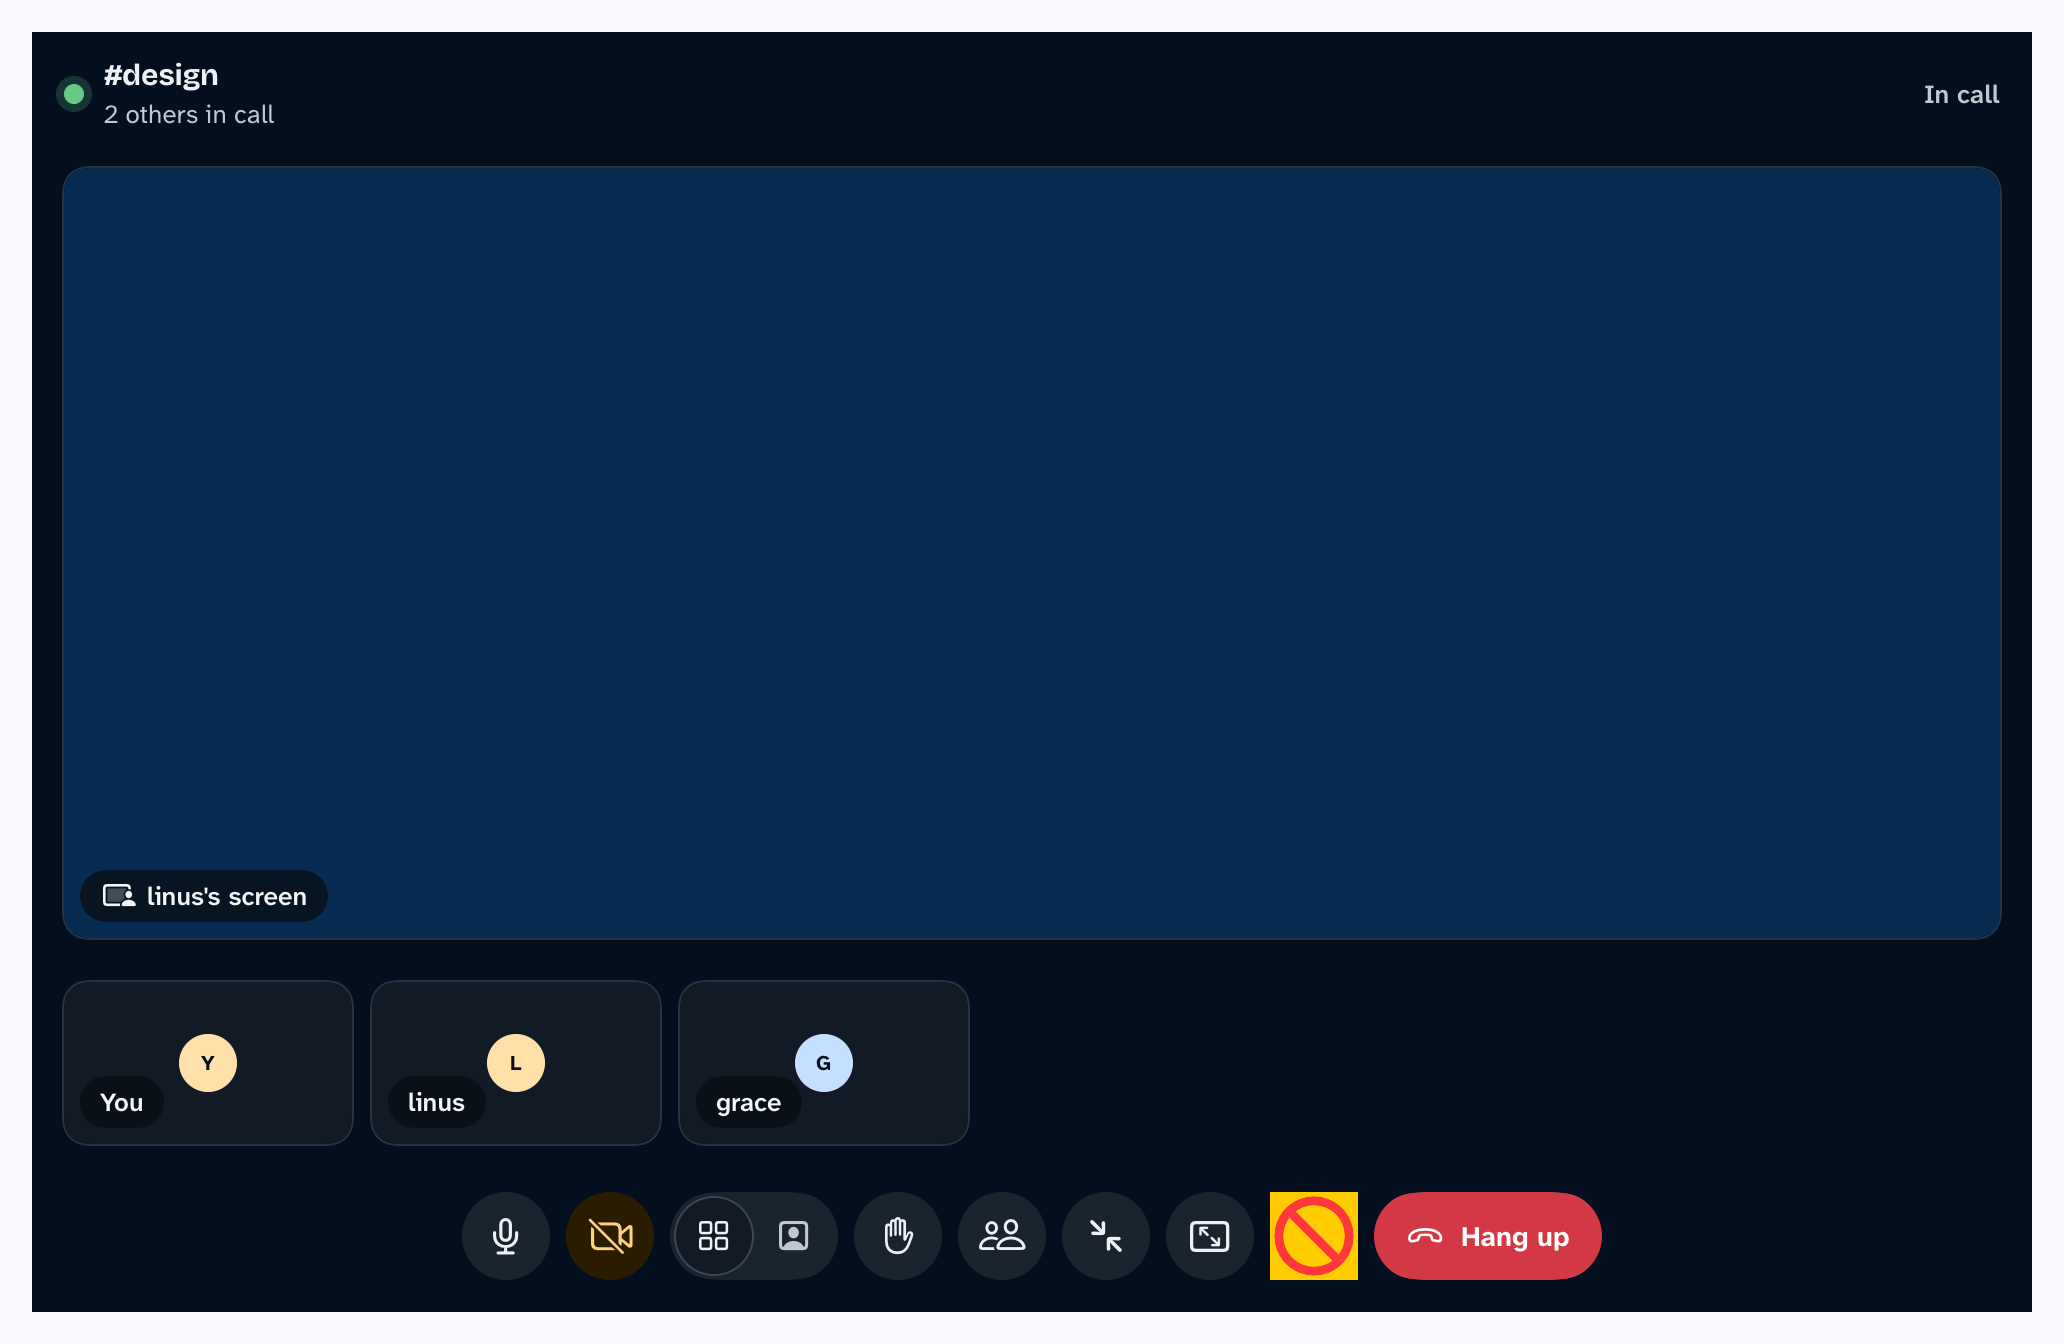 #design
2 others in call
In call
linus's screen
Y
You
L
linus
G
grace
Hang up